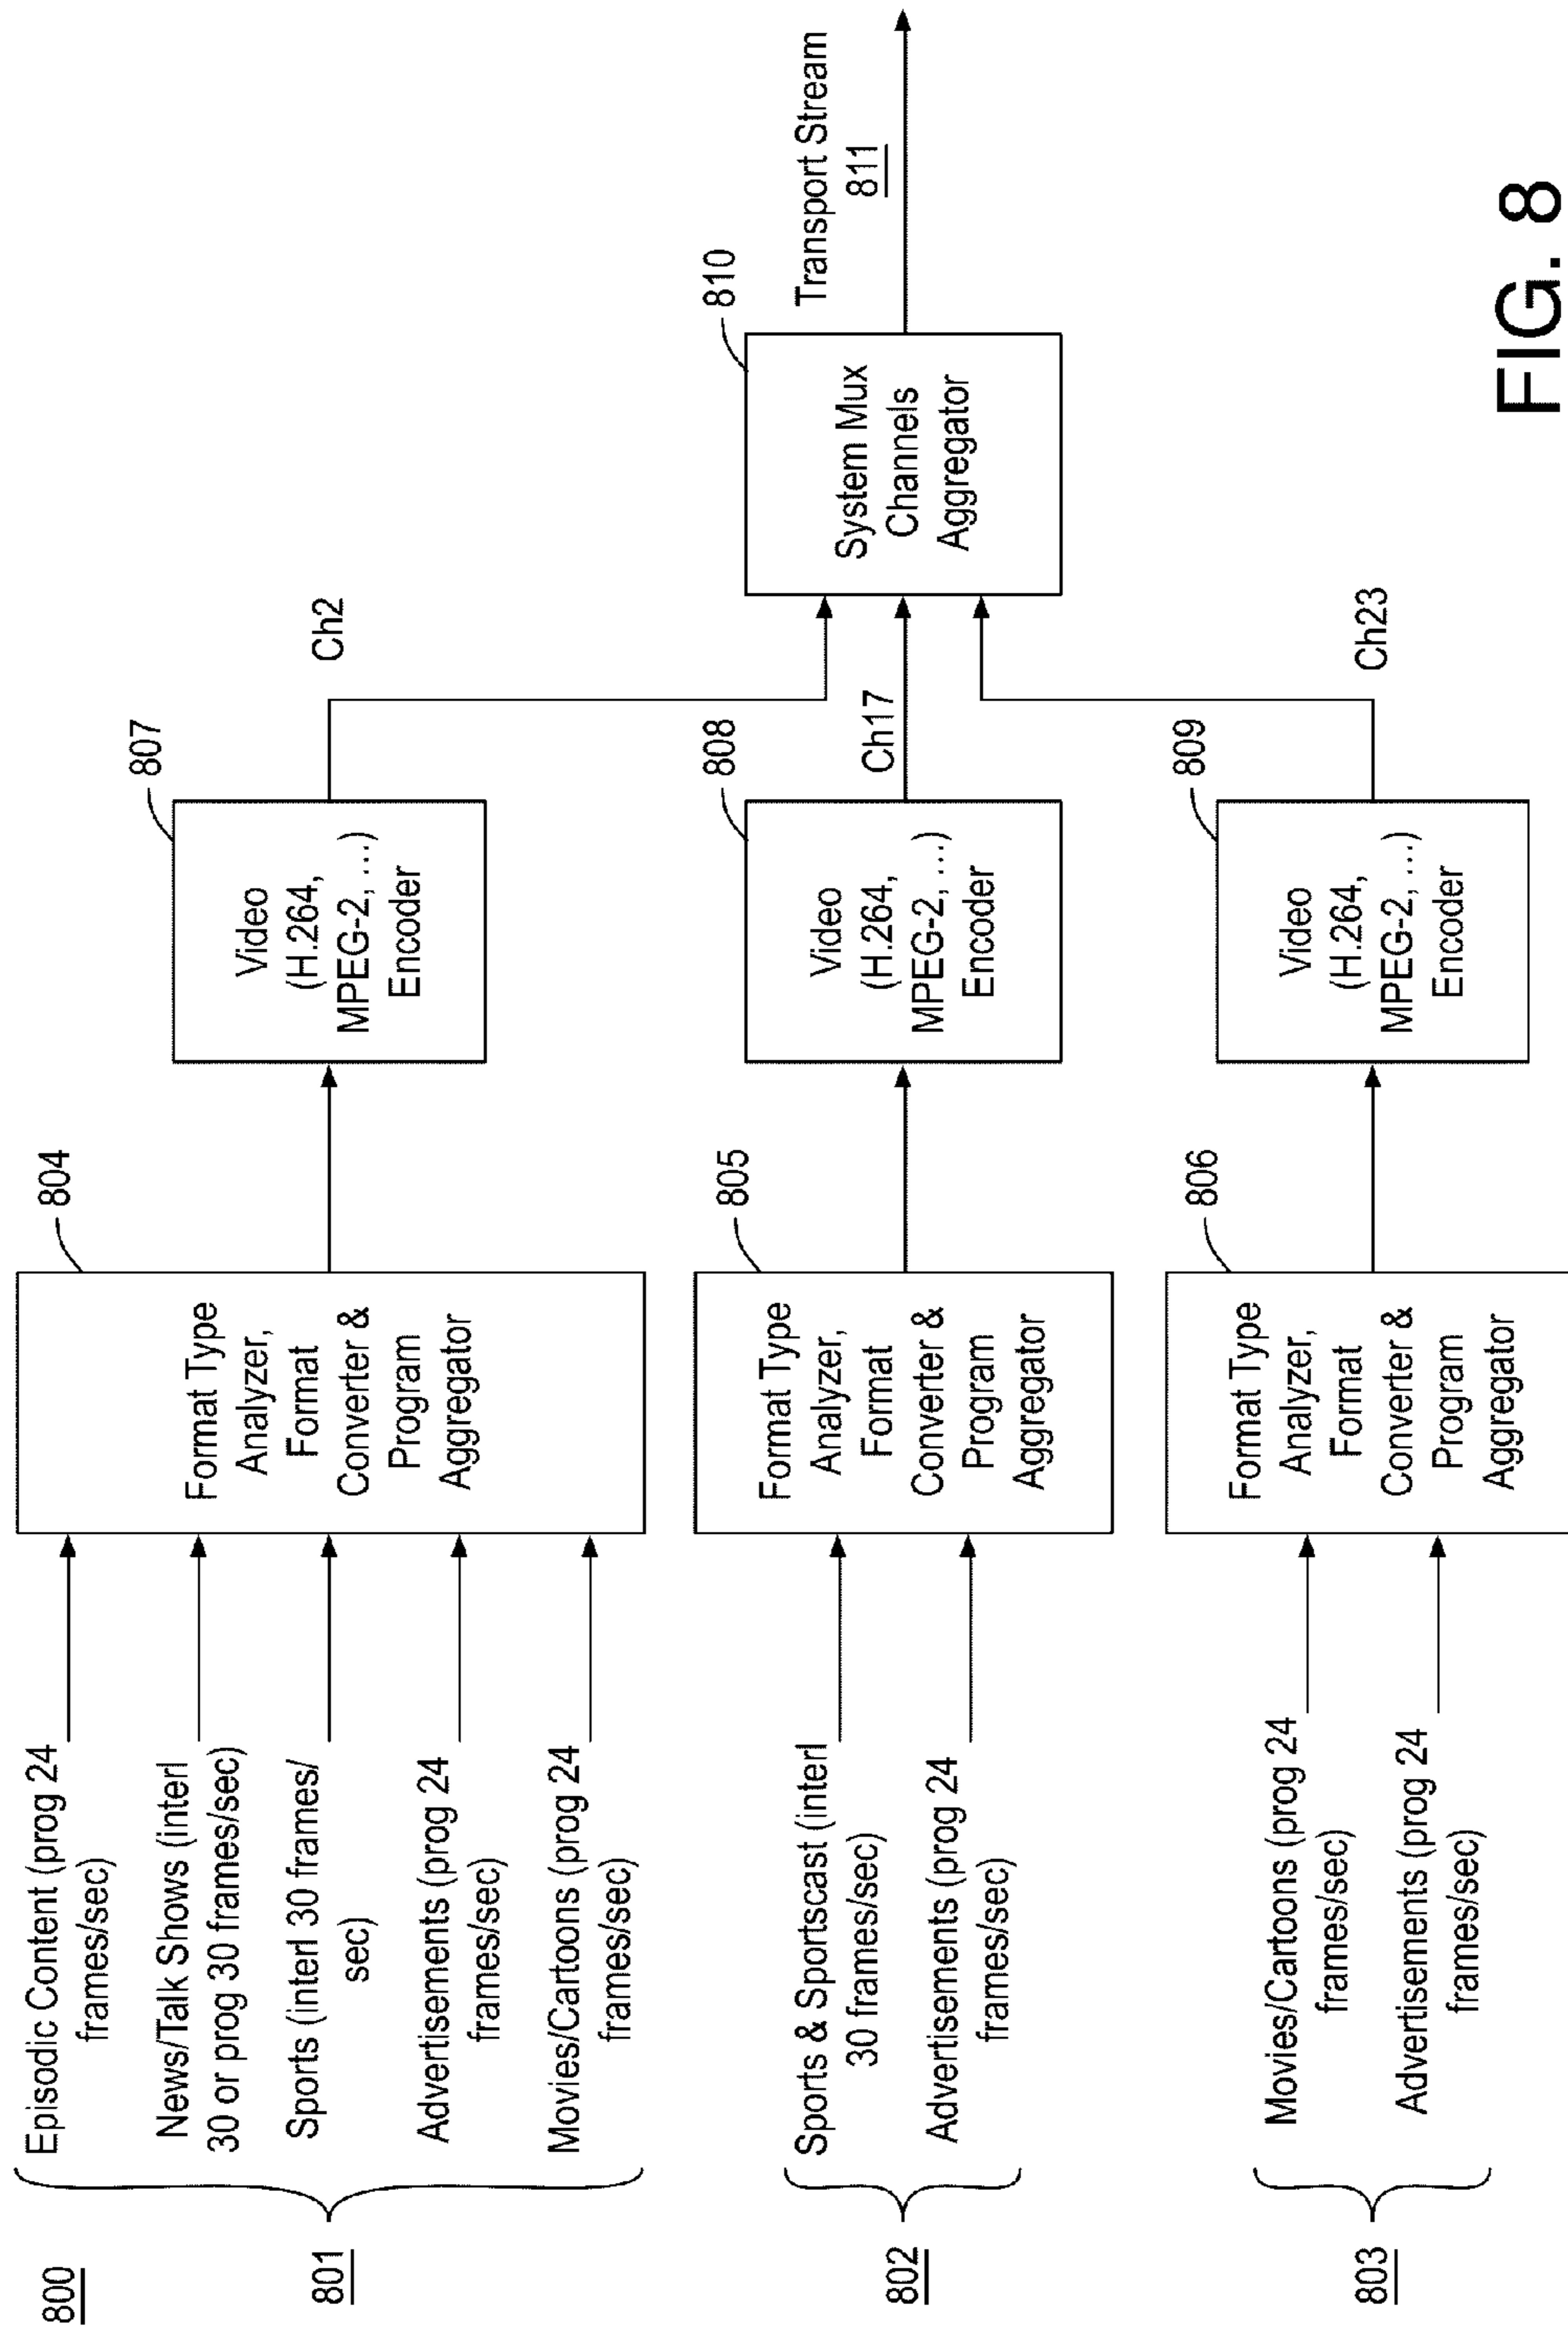 800
801
Episodic Content (prog 24
frames/sec)
News/Talk Shows (interl
30 or prog 30 frames/sec)
Sports (interl 30 frames/
sec)
Advertisements (prog 24
frames/sec)
Movies/Cartoons (prog 24
frames/sec)
804
Format Type
Analyzer,
Format
Converter &
Program
Aggregator
807
Video
(H.264,
MPEG-2, ...)
Encoder
Ch2
802
Sports & Sportscast (interl
30 frames/sec)
Advertisements (prog 24
frames/sec)
805
Format Type
Analyzer,
Format
Converter &
Program
Aggregator
808
Video
(H.264,
MPEG-2, ...)
Encoder
Ch17
810
System Mux
Channels
Aggregator
Transport Stream
811
803
Movies/Cartoons (prog 24
frames/sec)
Advertisements (prog 24
frames/sec)
806
Format Type
Analyzer,
Format
Converter &
Program
Aggregator
809
Video
(H.264,
MPEG-2, ...)
Encoder
Ch23
FIG. 8